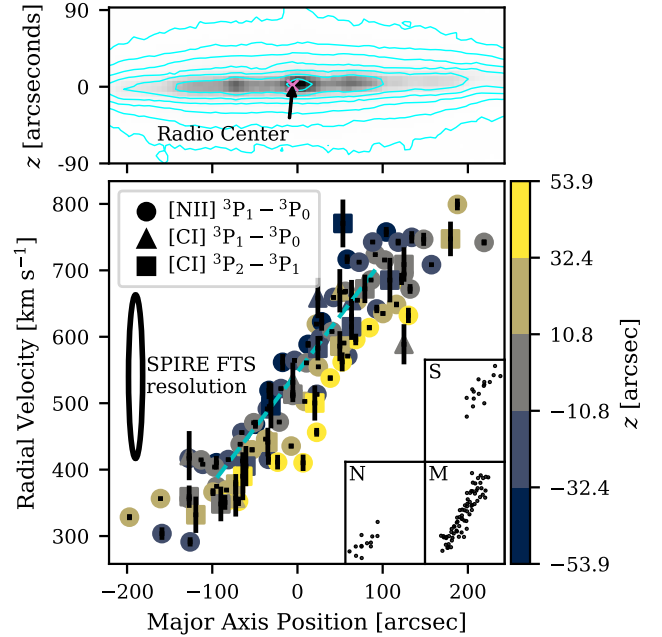 90
0
-90
z [arcseconds]
Radio Center
[NII] ³P₁ − ³P₀
[CI] ³P₁ − ³P₀
[CI] ³P₂ − ³P₁
800
700
600
500
400
300
Radial Velocity [km s⁻¹]
SPIRE FTS
resolution
S
N
M
−200
−100
0
100
200
Major Axis Position [arcsec]
53.9
32.4
10.8
−10.8
−32.4
−53.9
z [arcsec]